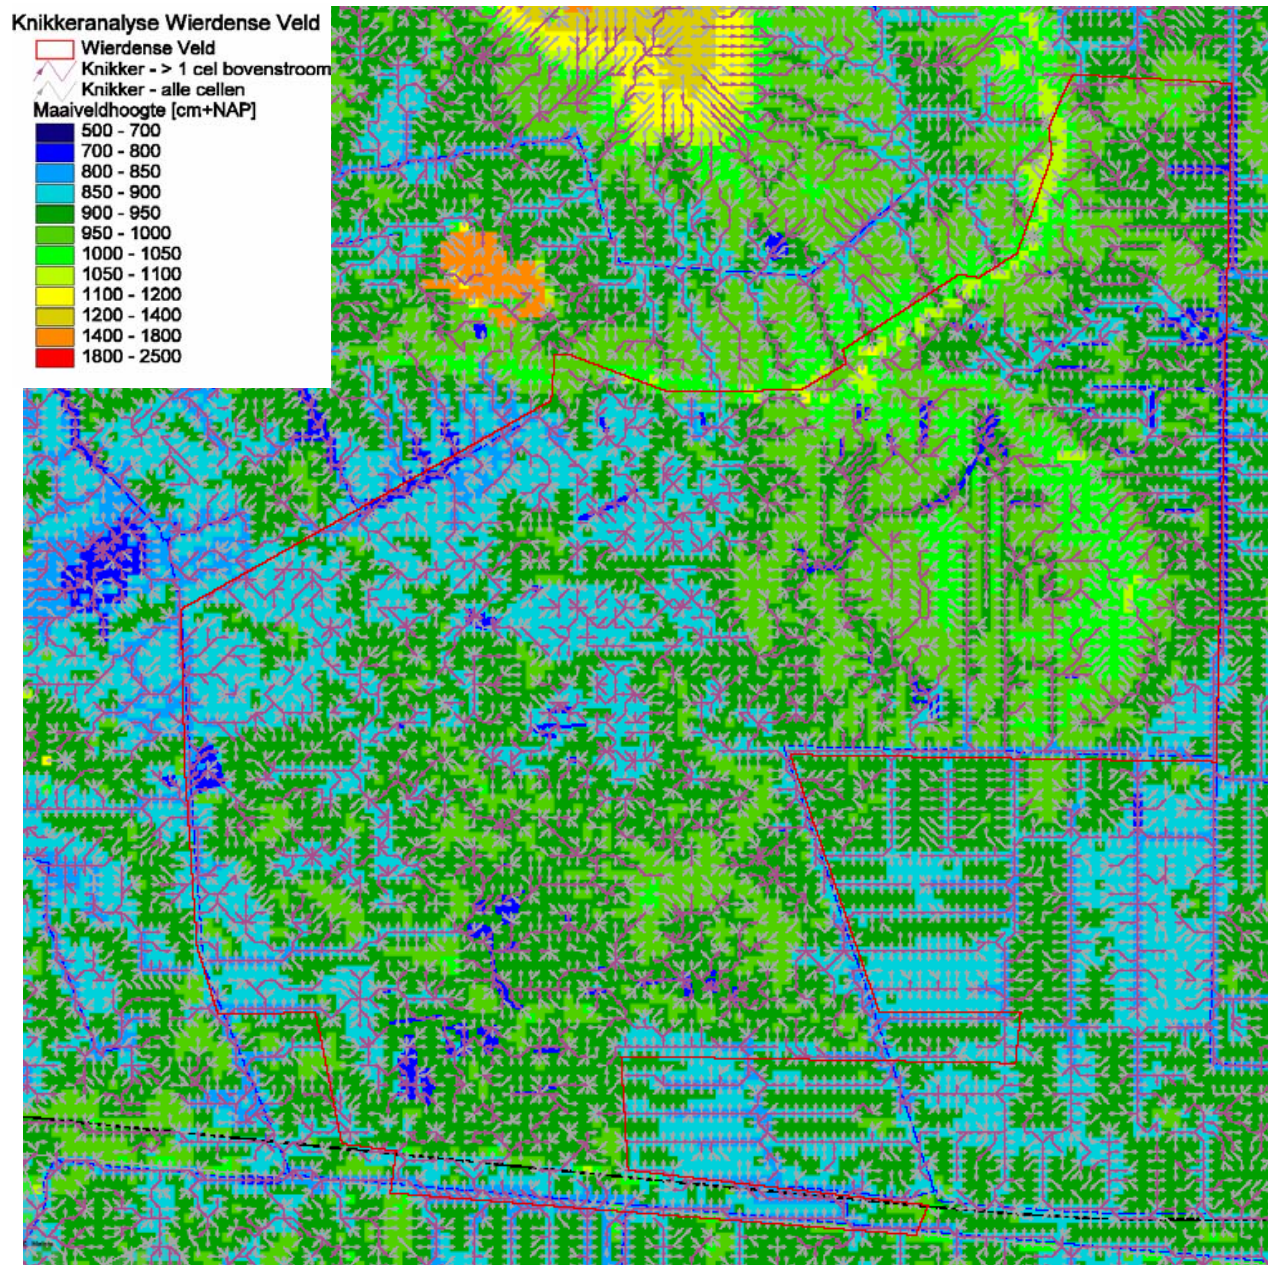 Knikkeranalyse Wierdense Veld
Wierdense Veld
Knikker - > 1 cel bovenstroom
Knikker - alle cellen
Maaiveldhoogte [cm+NAP]
500 - 700
700 - 800
800 - 850
850 - 900
900 - 950
950 - 1000
1000 - 1050
1050 - 1100
1100 - 1200
1200 - 1400
1400 - 1800
1800 - 2500